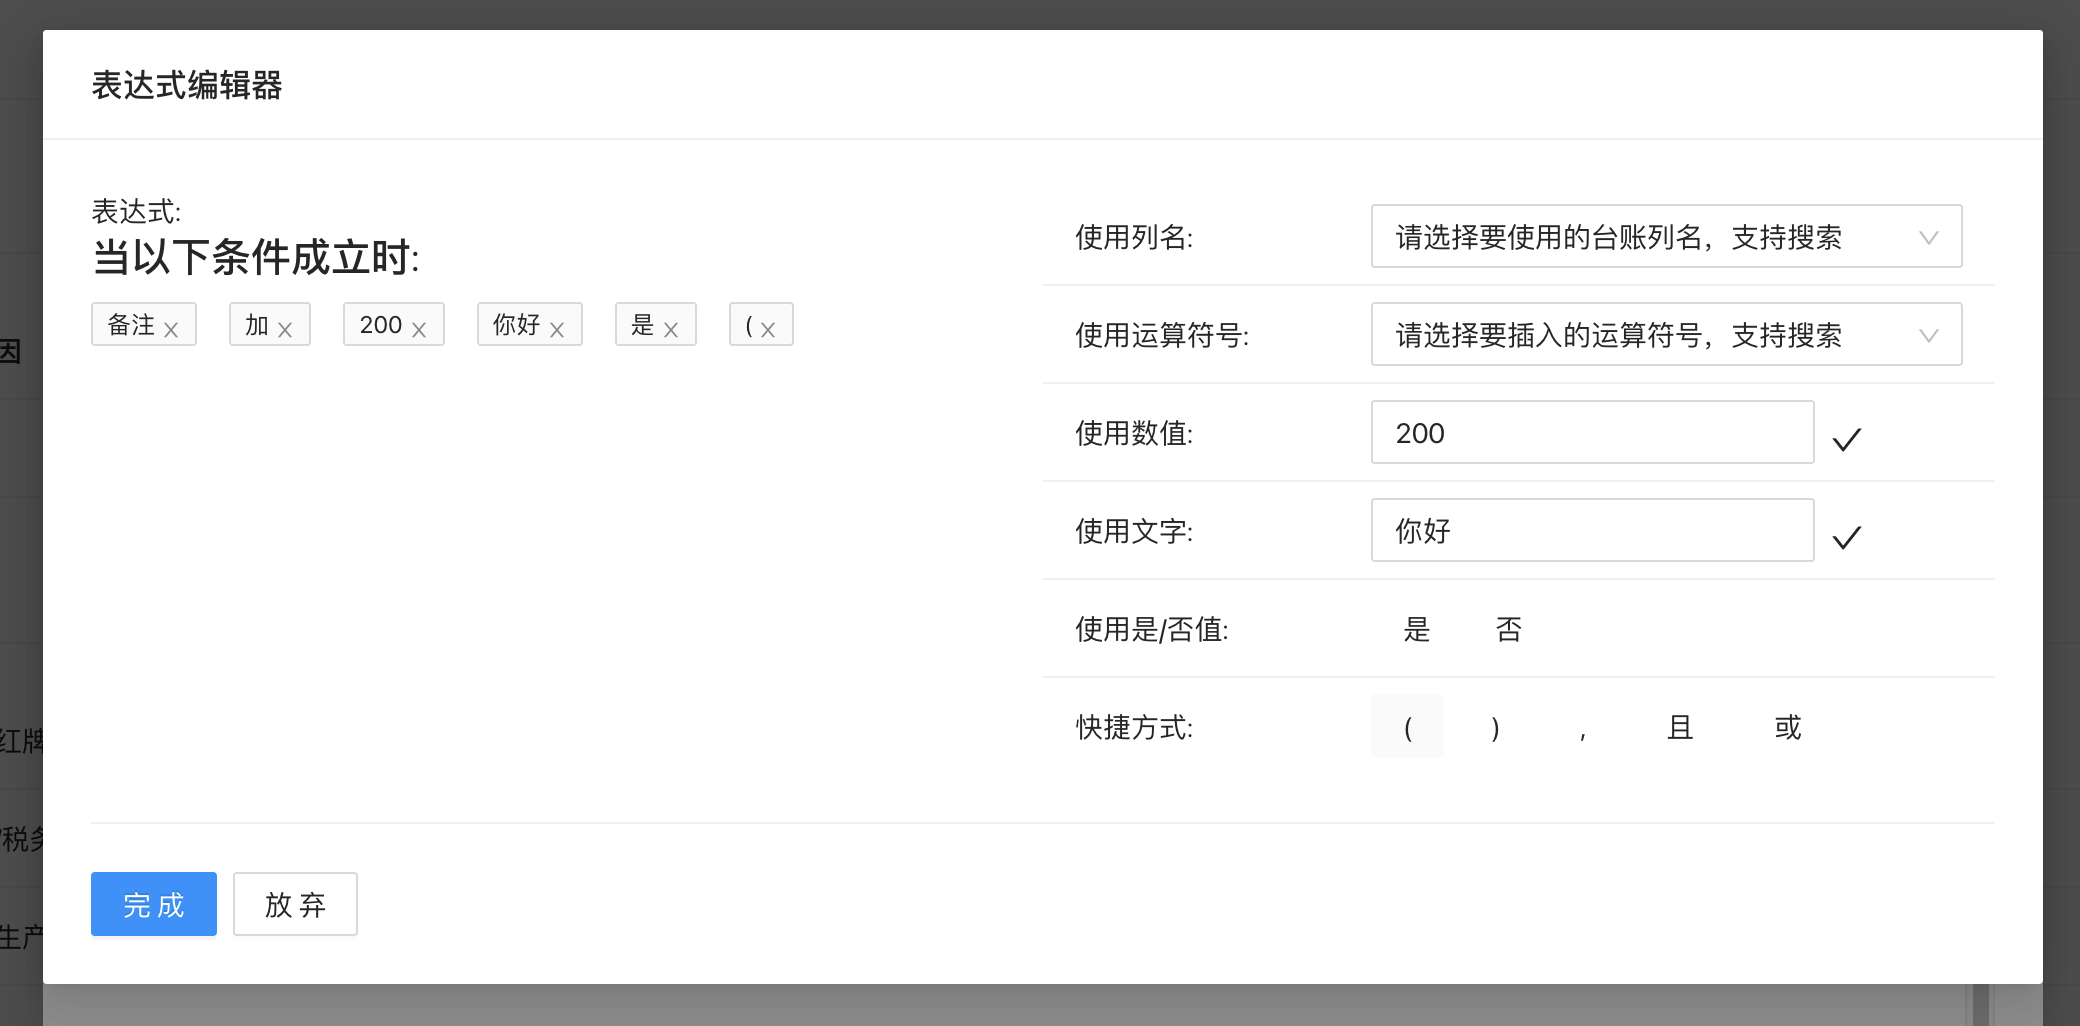 表达式编辑器
表达式:
当以下条件成立时:
备注 x 加 x 200 x 你好 x 是 x ( x
使用列名: 请选择要使用的台账列名，支持搜索
使用运算符号: 请选择要插入的运算符号，支持搜索
使用数值: 200
使用文字: 你好
使用是/否值: 是 否
快捷方式: ( ) , 且 或
完成 放弃
因
红牌
税务
生产